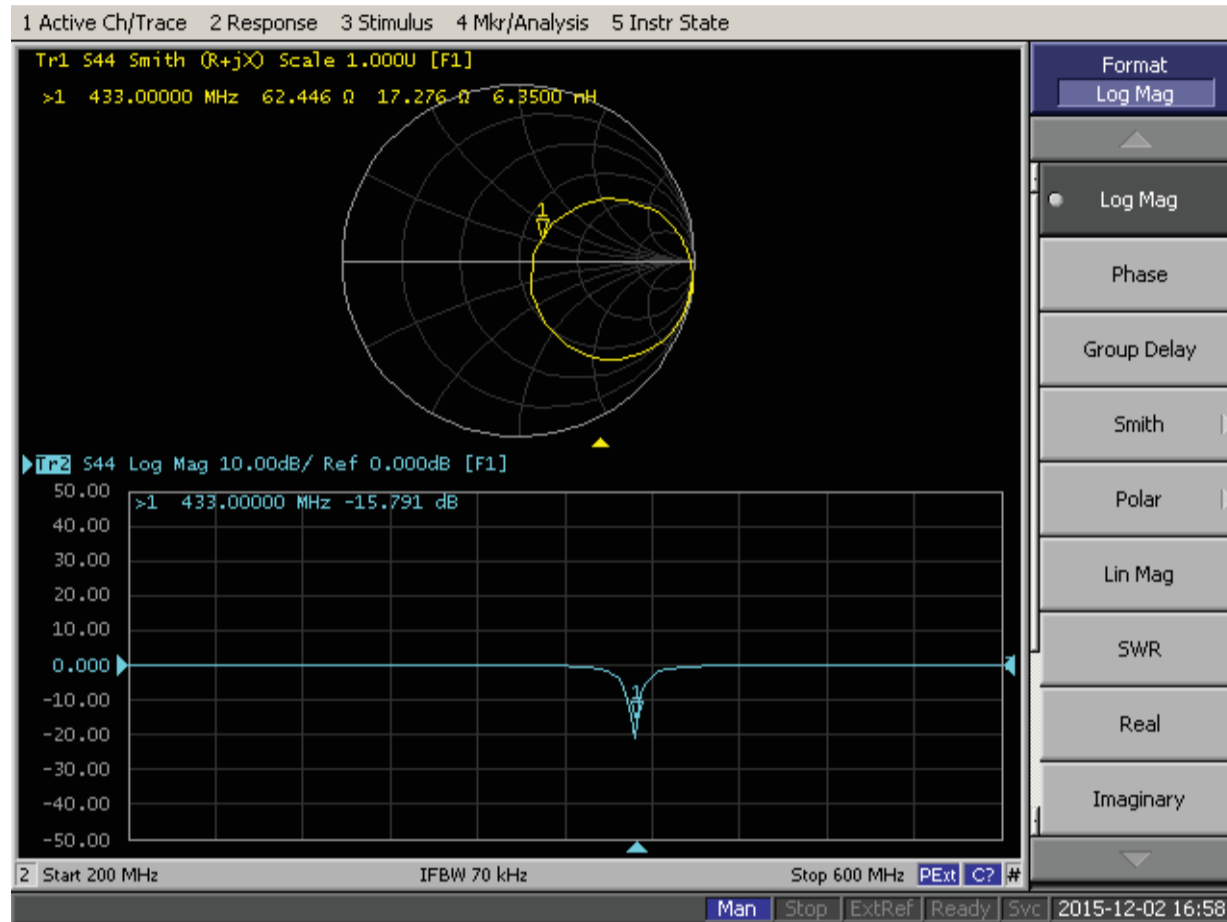 1 Active Ch/Trace 2 Response 3 Stimulus 4 Mkr/Analysis 5 Instr State
Tr1 S44 Smith (R+jX) Scale 1.000U [F1]
>1 433.00000 MHz 62.446 Ω 17.276 Ω 6.3500 nH
1
Tr2 S44 Log Mag 10.00dB/ Ref 0.000dB [F1]
>1 433.00000 MHz -15.791 dB
50.00
40.00
30.00
20.00
10.00
0.000
-10.00
-20.00
-30.00
-40.00
-50.00
1
2 Start 200 MHz IFBW 70 kHz Stop 600 MHz PExt C? #
Format
Log Mag
Log Mag
Phase
Group Delay
Smith
Polar
Lin Mag
SWR
Real
Imaginary
Man Stop ExtRef Ready Svc 2015-12-02 16:58